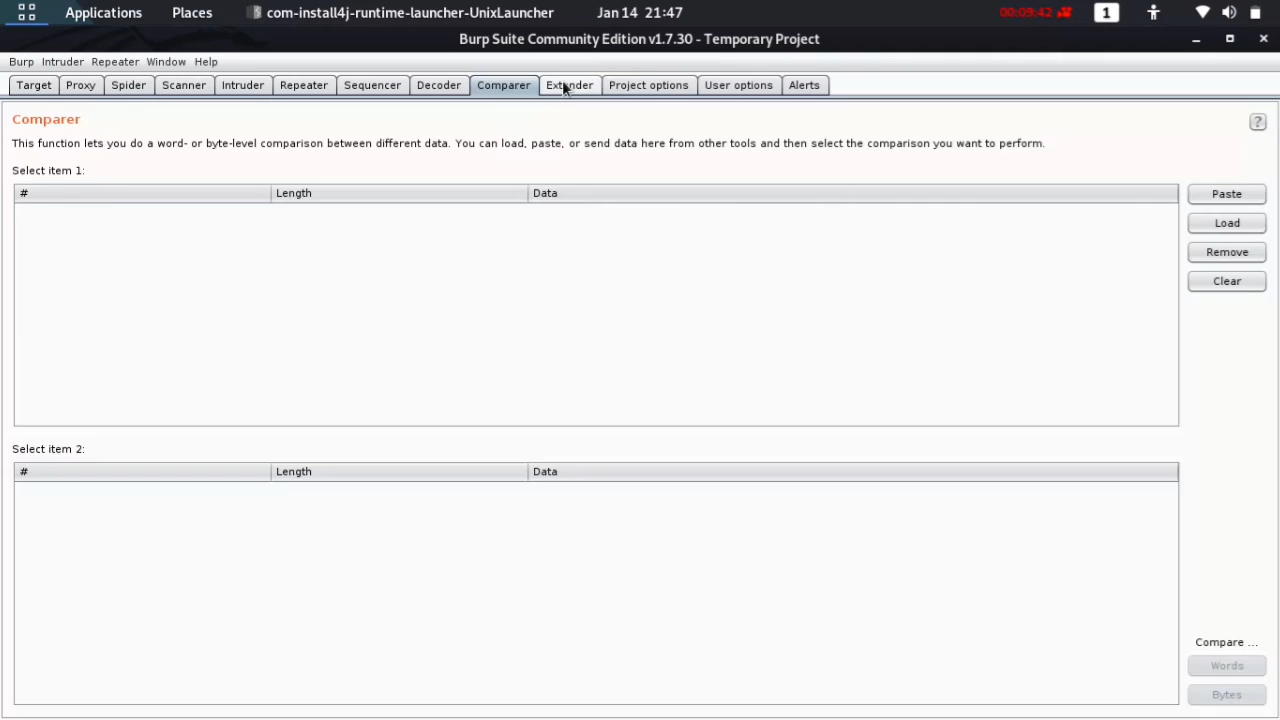 Applications Places com-install4j-runtime-launcher-UnixLauncher Jan 14 21:47 00:09:42 1
Burp Suite Community Edition v1.7.30 - Temporary Project
Burp Intruder Repeater Window Help
Target Proxy Spider Scanner Intruder Repeater Sequencer Decoder Comparer Extender Project options User options Alerts
Comparer ?
This function lets you do a word- or byte-level comparison between different data. You can load, paste, or send data here from other tools and then select the comparison you want to perform.
Select item 1:
# Length Data
Paste
Load
Remove
Clear
Select item 2:
# Length Data
Compare ...
Words
Bytes